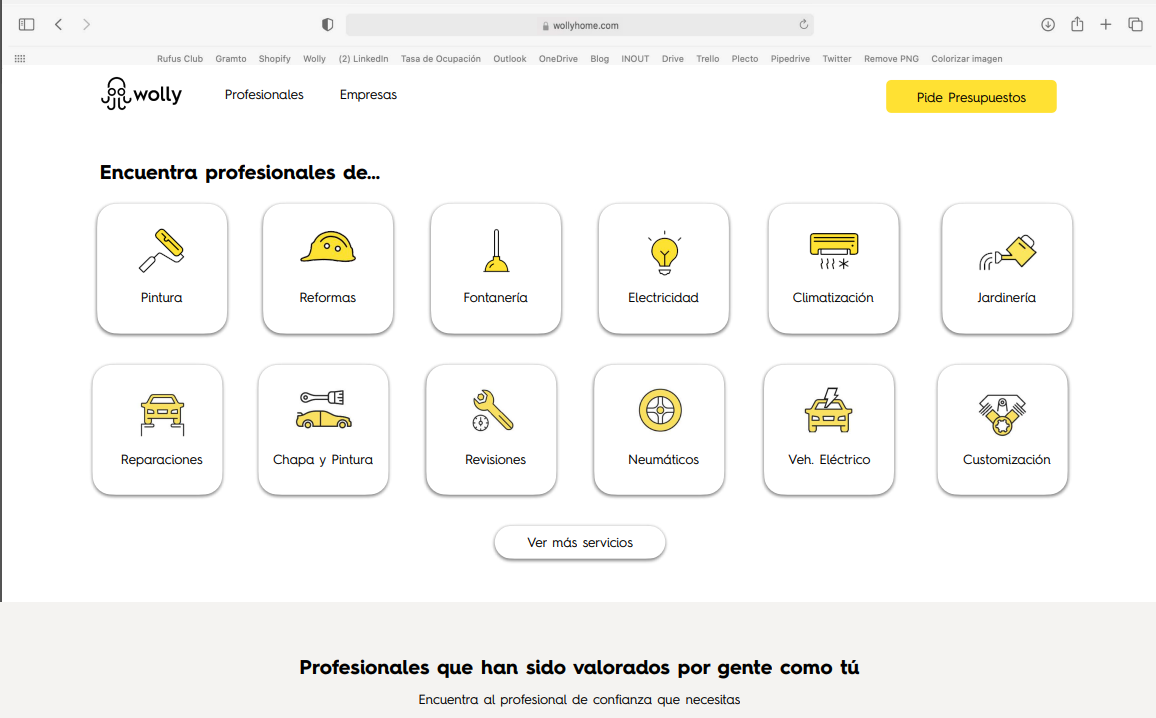 wollyhome.com
Rufus Club Gramto Shopify Wolly (2) LinkedIn Tasa de Ocupación Outlook OneDrive Blog INOUT Drive Trello Plecto Pipedrive Twitter Remove PNG Colorizar imagen
wolly Profesionales Empresas Pide Presupuestos
Encuentra profesionales de...
Pintura Reformas Fontanería Electricidad Climatización Jardinería
Reparaciones Chapa y Pintura Revisiones Neumáticos Veh. Eléctrico Customización
Ver más servicios
Profesionales que han sido valorados por gente como tú
Encuentra al profesional de confianza que necesitas